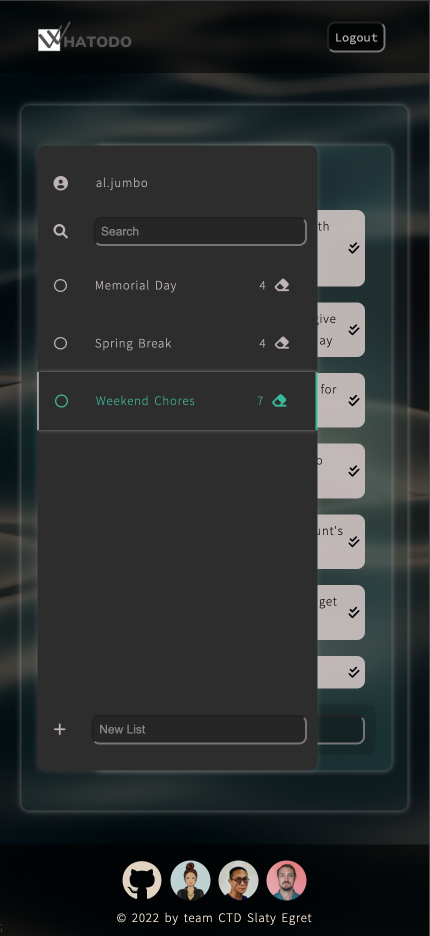 WHATODO
Logout
al.jumbo
Search
th
Memorial Day 4
give
Spring Break 4
ay
for
Weekend Chores 7
o
unt's
get
New List
© 2022 by team CTD Slaty Egret